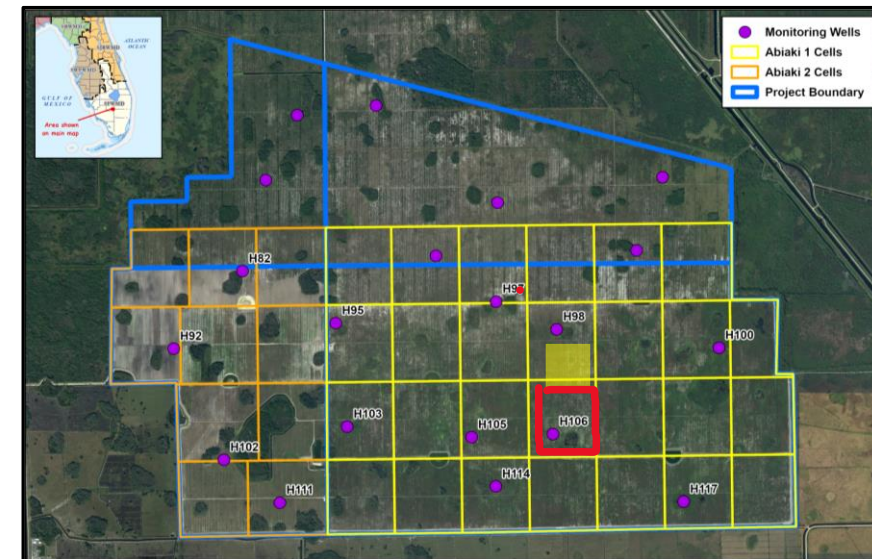 ATLANTIC
OCEAN
GULF OF
MEXICO
Area shown
on main map
Monitoring Wells
Abiaki 1 Cells
Abiaki 2 Cells
Project Boundary
H82
H97
H95
H98
H92
H100
H103
H105
H106
H102
H114
H111
H117